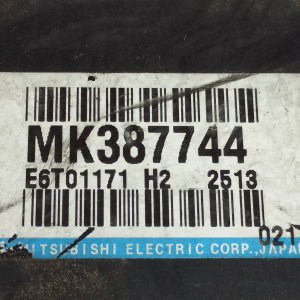 MK387744
E6T01171 H2 2513
021
ITSUBISHI ELECTRIC CORP., JAPA